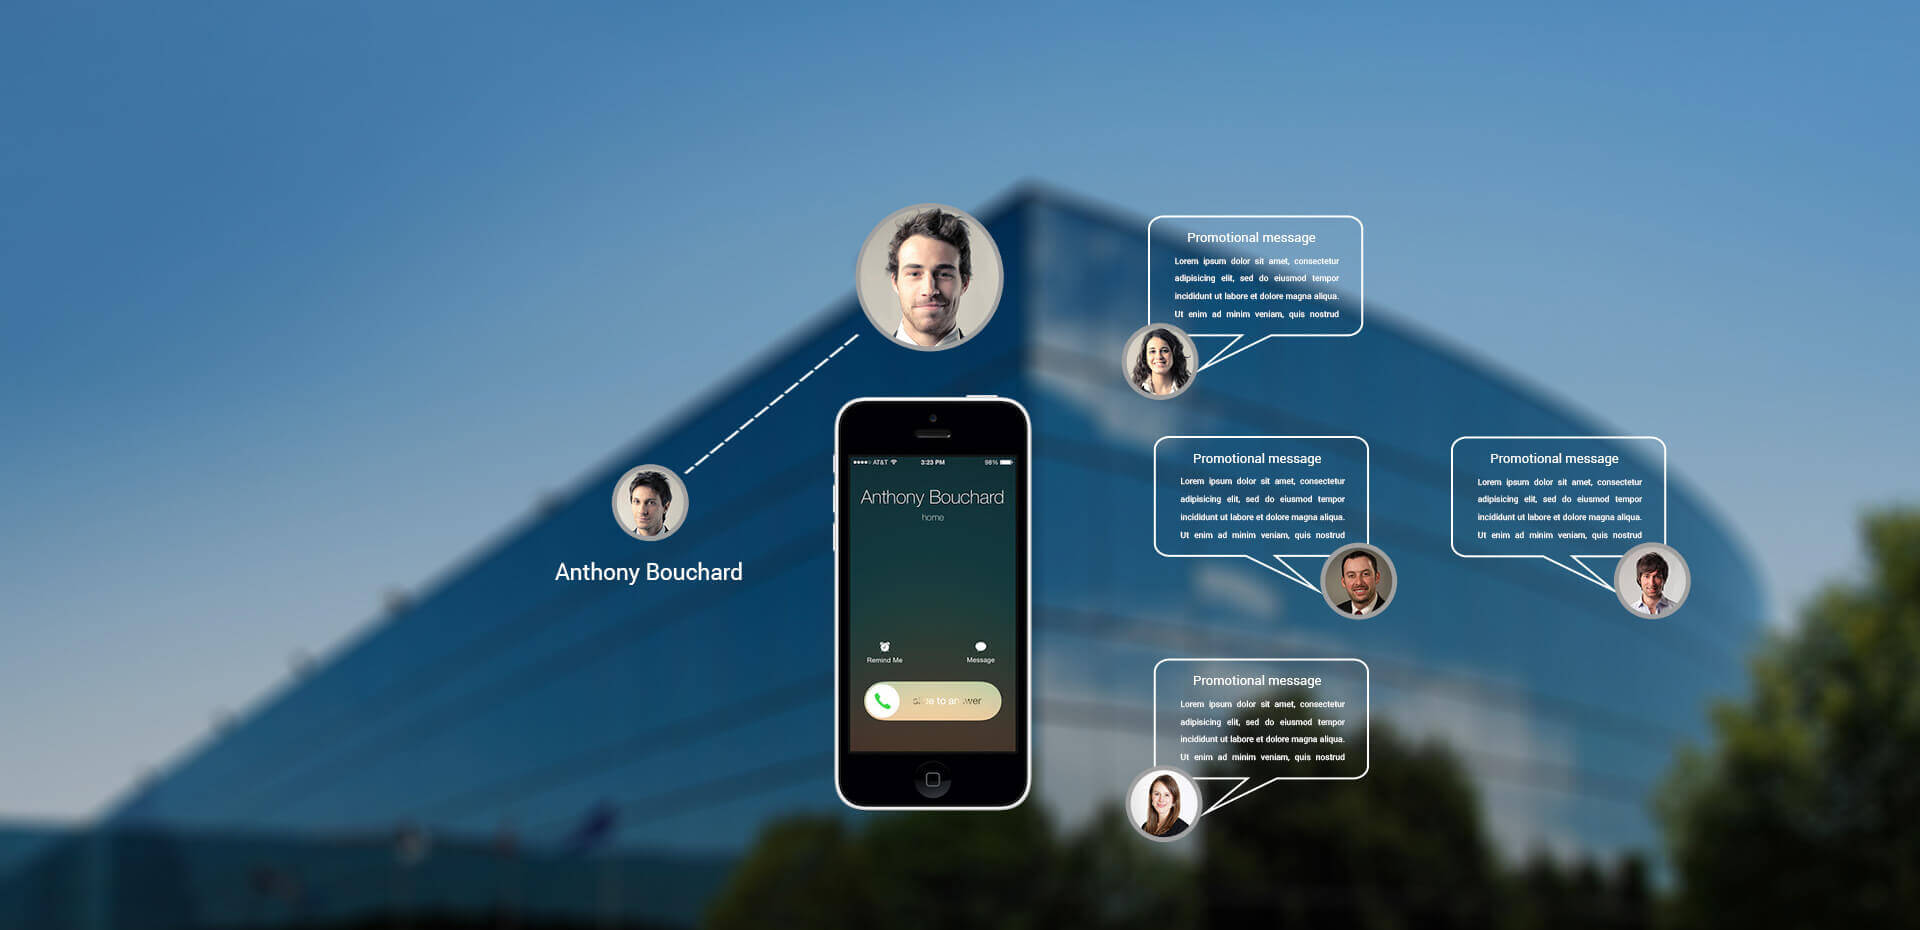 Promotional message
Lorem ipsum dolor sit amet, consectetur
adipisicing elit, sed do eiusmod tempor
incididunt ut labore et dolore magna aliqua.
Ut enim ad minim veniam, quis nostrud
Anthony Bouchard
AT&T 3:23 PM 98%
Anthony Bouchard
home
Remind Me Message
slide to answer
Promotional message
Lorem ipsum dolor sit amet, consectetur
adipisicing elit, sed do eiusmod tempor
incididunt ut labore et dolore magna aliqua.
Ut enim ad minim veniam, quis nostrud
Promotional message
Lorem ipsum dolor sit amet, consectetur
adipisicing elit, sed do eiusmod tempor
incididunt ut labore et dolore magna aliqua.
Ut enim ad minim veniam, quis nostrud
Promotional message
Lorem ipsum dolor sit amet, consectetur
adipisicing elit, sed do eiusmod tempor
incididunt ut labore et dolore magna aliqua.
Ut enim ad minim veniam, quis nostrud